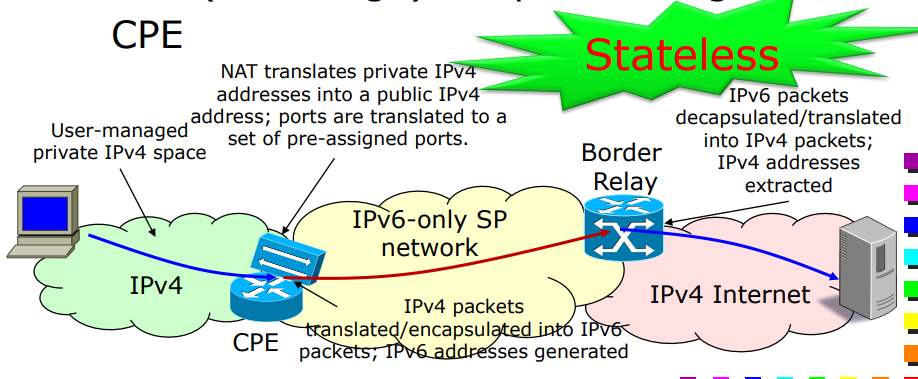 CPE
Stateless
NAT translates private IPv4
addresses into a public IPv4
address; ports are translated to a
set of pre-assigned ports.
User-managed
private IPv4 space
IPv6 packets
decapsulated/translated
into IPv4 packets;
IPv4 addresses
extracted
Border
Relay
IPv6-only SP
network
IPv4
IPv4 Internet
IPv4 packets
translated/encapsulated into IPv6
packets; IPv6 addresses generated
CPE